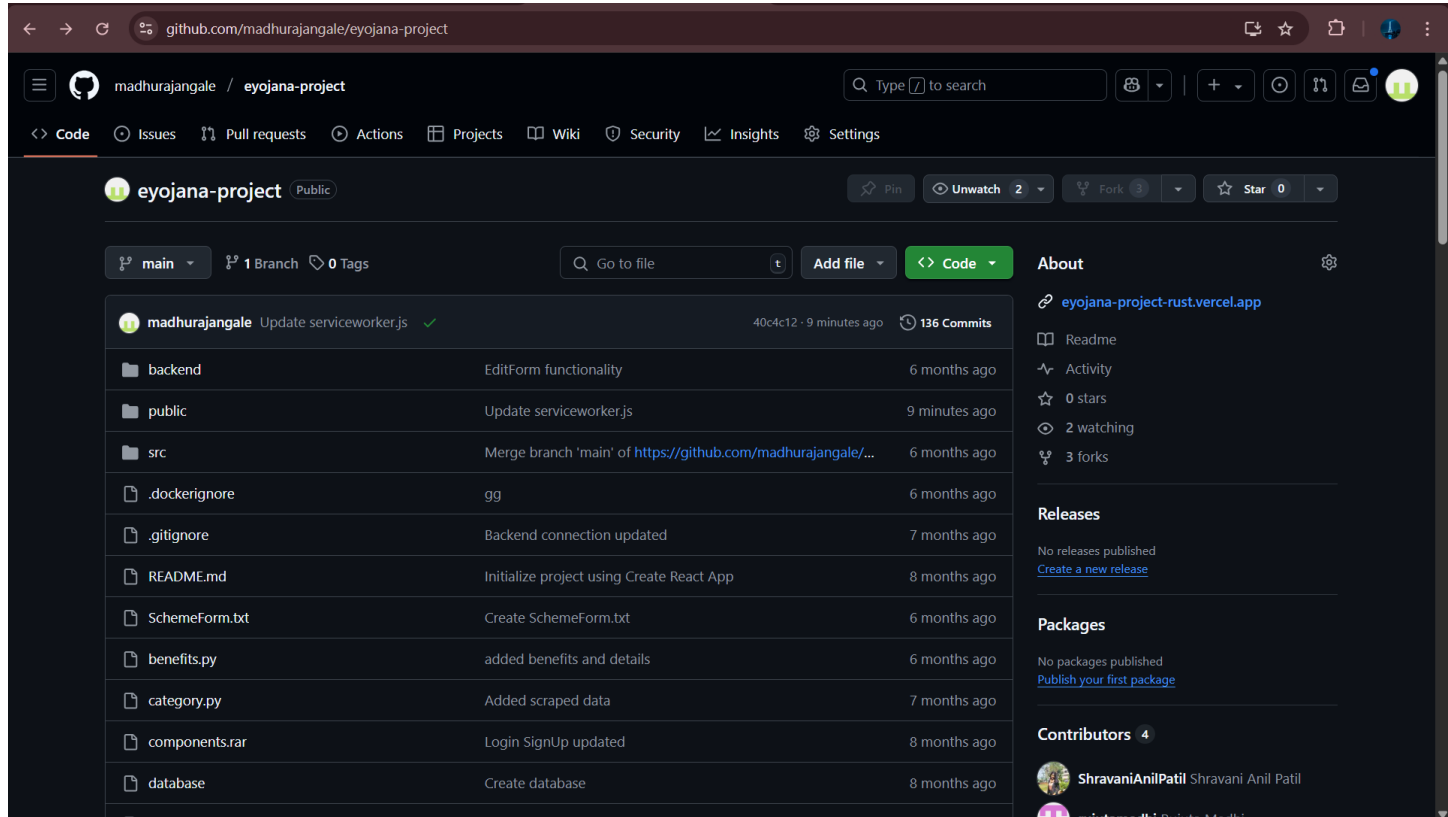 github.com/madhurajangale/eyojana-project
madhurajangale / eyojana-project
Type / to search
Code Issues Pull requests Actions Projects Wiki Security Insights Settings
eyojana-project Public
Pin Unwatch 2 Fork 3 Star 0
main 1 Branch 0 Tags Go to file t Add file Code
madhurajangale Update serviceworker.js 40c4c12 · 9 minutes ago 136 Commits
backend EditForm functionality 6 months ago
public Update serviceworker.js 9 minutes ago
src Merge branch 'main' of https://github.com/madhurajangale/... 6 months ago
.dockerignore gg 6 months ago
.gitignore Backend connection updated 7 months ago
README.md Initialize project using Create React App 8 months ago
SchemeForm.txt Create SchemeForm.txt 6 months ago
benefits.py added benefits and details 6 months ago
category.py Added scraped data 7 months ago
components.rar Login SignUp updated 8 months ago
database Create database 8 months ago
About
eyojana-project-rust.vercel.app
Readme
Activity
0 stars
2 watching
3 forks
Releases
No releases published
Create a new release
Packages
No packages published
Publish your first package
Contributors 4
ShravaniAnilPatil Shravani Anil Patil